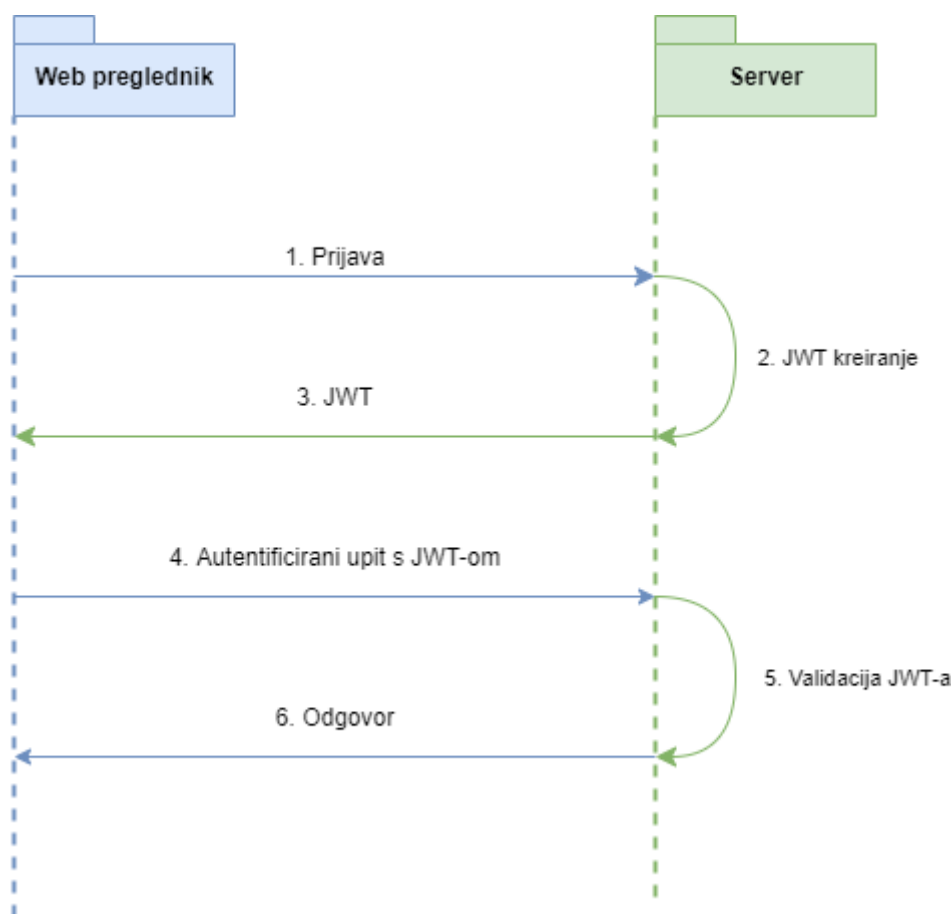 Web preglednik
Server
1. Prijava
2. JWT kreiranje
3. JWT
4. Autentificirani upit s JWT-om
5. Validacija JWT-a
6. Odgovor